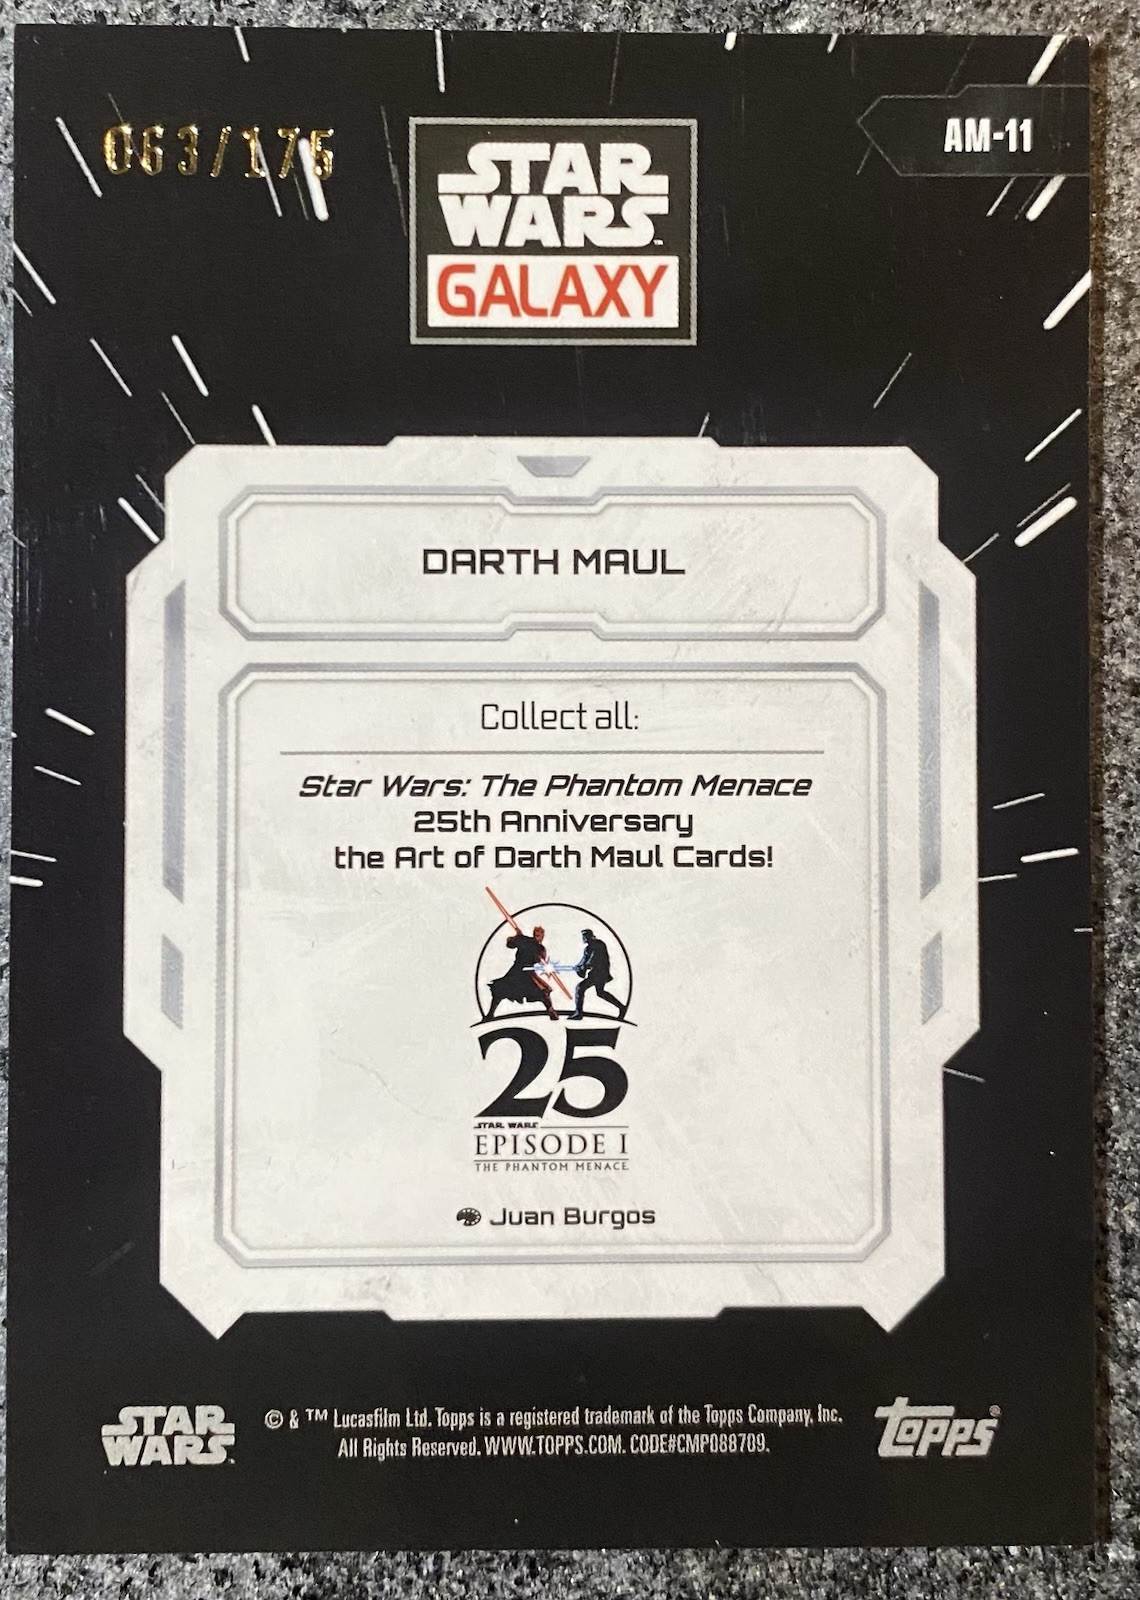 063/175
AM-11
STAR
WARS™
GALAXY
DARTH MAUL
Collect all:
Star Wars: The Phantom Menace
25th Anniversary
the Art of Darth Maul Cards!
25
STAR WARS
EPISODE I
THE PHANTOM MENACE
Juan Burgos
STAR
WARS
© & ™ Lucasfilm Ltd. Topps is a registered trademark of the Topps Company, Inc.
All Rights Reserved. WWW.TOPPS.COM. CODE#CMP088709.
topps®